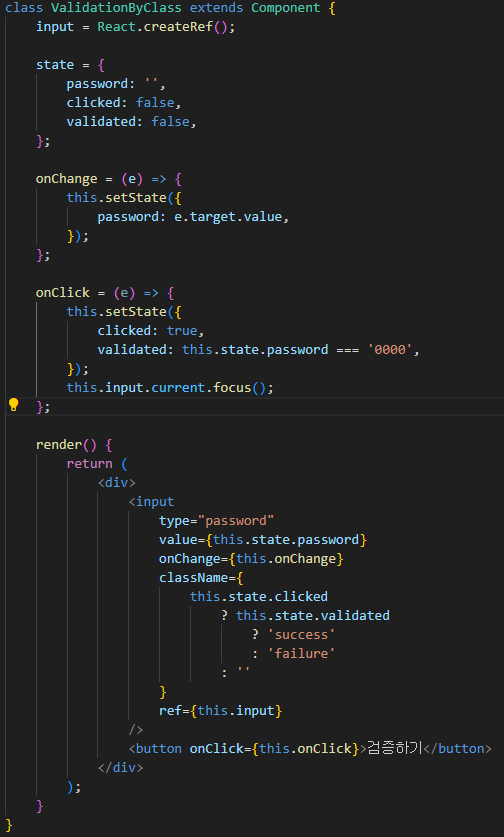 class ValidationByClass extends Component {
    input = React.createRef();

    state = {
        password: '',
        clicked: false,
        validated: false,
    };

    onChange = (e) => {
        this.setState({
            password: e.target.value,
        });
    };

    onClick = (e) => {
        this.setState({
            clicked: true,
            validated: this.state.password === '0000',
        });
        this.input.current.focus();
    };

    render() {
        return (
            <div>
                <input
                    type="password"
                    value={this.state.password}
                    onChange={this.onChange}
                    className={
                        this.state.clicked
                            ? this.state.validated
                                ? 'success'
                                : 'failure'
                            : ''
                    }
                    ref={this.input}
                />
                <button onClick={this.onClick}>검증하기</button>
            </div>
        );
    }
}